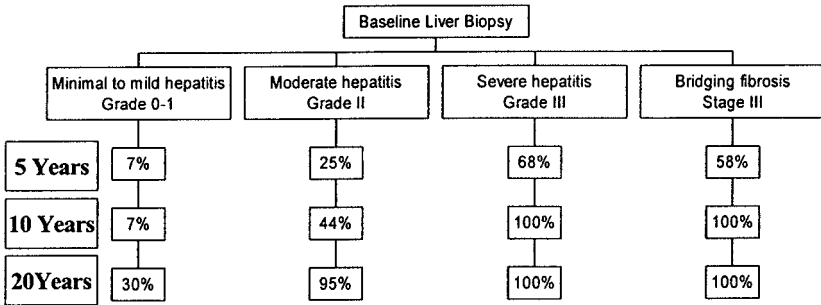 Baseline Liver Biopsy
Minimal to mild hepatitis
Grade 0-1
Moderate hepatitis
Grade II
Severe hepatitis
Grade III
Bridging fibrosis
Stage III
5 Years
7%
25%
68%
58%
10 Years
7%
44%
100%
100%
20Years
30%
95%
100%
100%